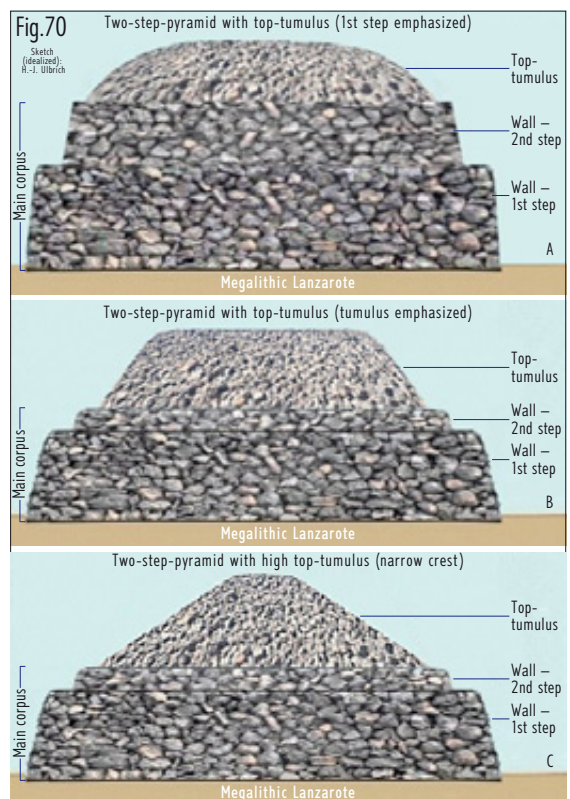 Fig.70
Two-step-pyramid with top-tumulus (1st step emphasized)
Sketch
(idealized):
H.-J. Ulbrich
Top-
tumulus
Wall –
2nd step
Wall –
1st step
Main corpus
A
Megalithic Lanzarote
Two-step-pyramid with top-tumulus (tumulus emphasized)
Top-
tumulus
Wall –
2nd step
Wall –
1st step
Main corpus
B
Megalithic Lanzarote
Two-step-pyramid with high top-tumulus (narrow crest)
Top-
tumulus
Wall –
2nd step
Wall –
1st step
Main corpus
C
Megalithic Lanzarote